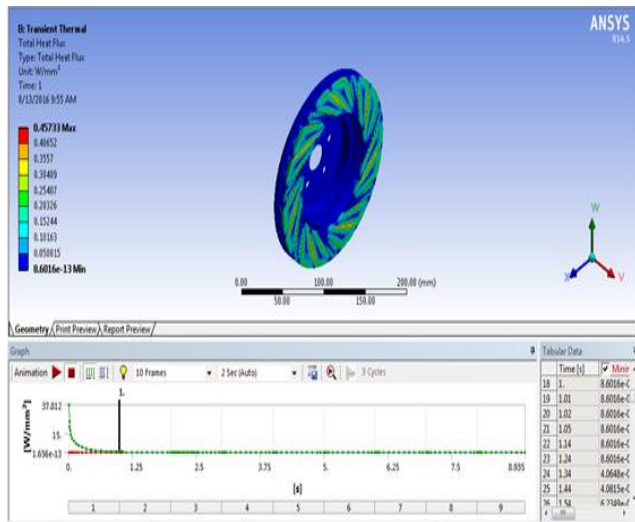 B: Transient Thermal
Total Heat Flux
Type: Total Heat Flux
Unit: W/mm²
Time: 1
8/13/2016 9:55 AM
ANSYS
R14.5
0.45733 Max
0.40652
0.3557
0.30489
0.25407
0.20326
0.15244
0.10163
0.050815
8.6016e-13 Min
W
X
V
0.00
100.00
200.00 (mm)
50.00
150.00
Geometry
Print Preview
Report Preview
Graph
Animation
10 Frames
2 Sec (Auto)
3 Cycles
1.
37.812
15.
1.656e-13
[W/mm²]
0.
1.25
2.5
3.75
5.
6.25
7.5
8.935
[s]
1
2
3
4
5
6
7
8
9
Tabular Data
Time [s]
18 1. 8.6016e-
19 1.01 8.6016e-
20 1.02 8.6016e-
21 1.05 8.6016e-
22 1.14 8.6016e-
23 1.24 8.6016e-
24 1.34 4.0648e-
25 1.44 4.0815e-
26 1.54 6.2349e-